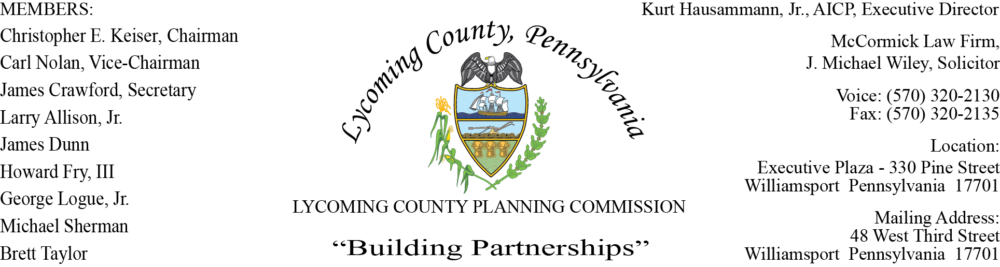 MEMBERS:
Christopher E. Keiser, Chairman
Carl Nolan, Vice-Chairman
James Crawford, Secretary
Larry Allison, Jr.
James Dunn
Howard Fry, III
George Logue, Jr.
Michael Sherman
Brett Taylor
Lycoming County, Pennsylvania
LYCOMING COUNTY PLANNING COMMISSION
“Building Partnerships”
Kurt Hausammann, Jr., AICP, Executive Director
McCormick Law Firm,
J. Michael Wiley, Solicitor
Voice: (570) 320-2130
Fax: (570) 320-2135
Location:
Executive Plaza - 330 Pine Street
Williamsport Pennsylvania 17701
Mailing Address:
48 West Third Street
Williamsport Pennsylvania 17701